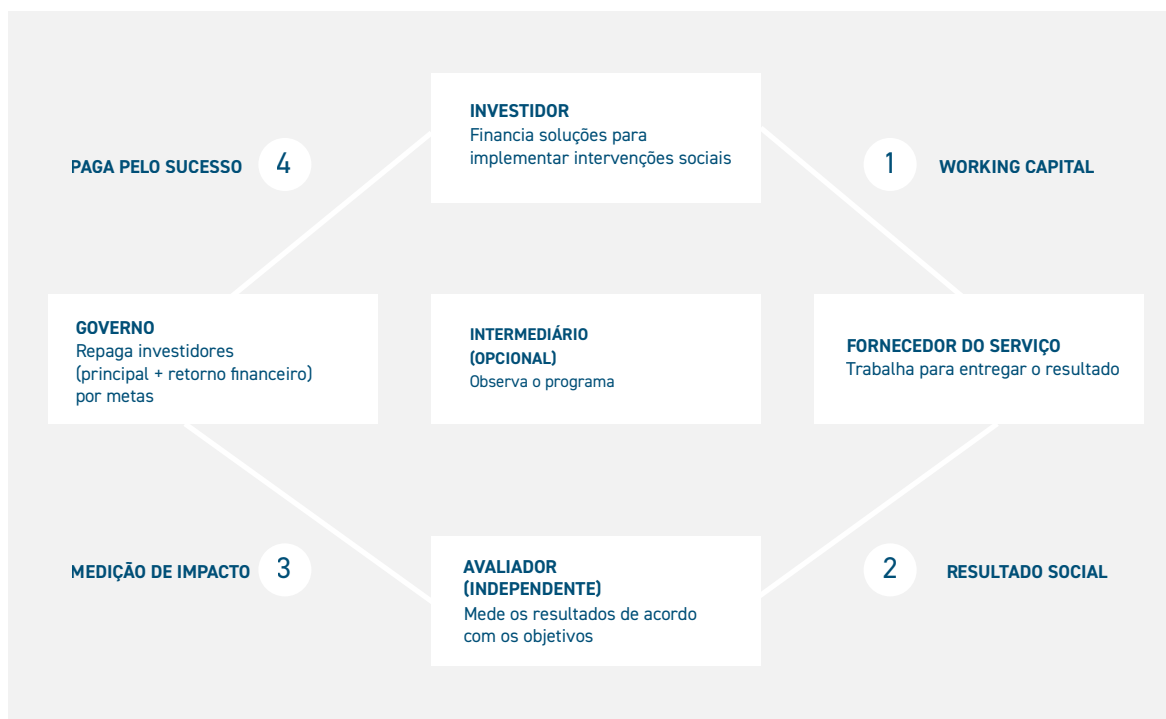 INVESTIDOR
Financia soluções para
implementar intervenções sociais
PAGA PELO SUCESSO 4
1 WORKING CAPITAL
GOVERNO
Repaga investidores
(principal + retorno financeiro)
por metas
INTERMEDIÁRIO
(OPCIONAL)
Observa o programa
FORNECEDOR DO SERVIÇO
Trabalha para entregar o resultado
MEDIÇÃO DE IMPACTO 3
AVALIADOR
(INDEPENDENTE)
Mede os resultados de acordo
com os objetivos
2 RESULTADO SOCIAL